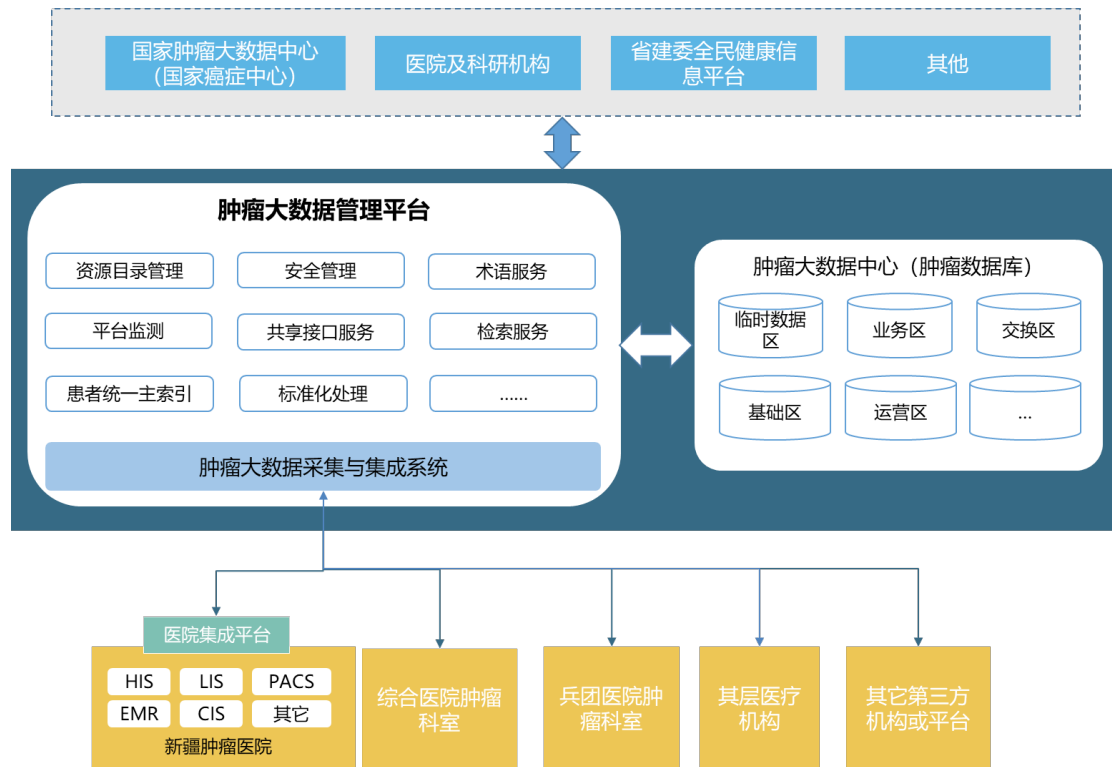 国家肿瘤大数据中心
（国家癌症中心）
医院及科研机构
省建委全民健康信
息平台
其他
肿瘤大数据管理平台
资源目录管理
安全管理
术语服务
平台监测
共享接口服务
检索服务
患者统一主索引
标准化处理
......
肿瘤大数据采集与集成系统
肿瘤大数据中心（肿瘤数据库）
临时数据
区
业务区
交换区
基础区
运营区
...
医院集成平台
HIS
LIS
PACS
EMR
CIS
其它
新疆肿瘤医院
综合医院肿瘤
科室
兵团医院肿
瘤科室
其层医疗
机构
其它第三方
机构或平台